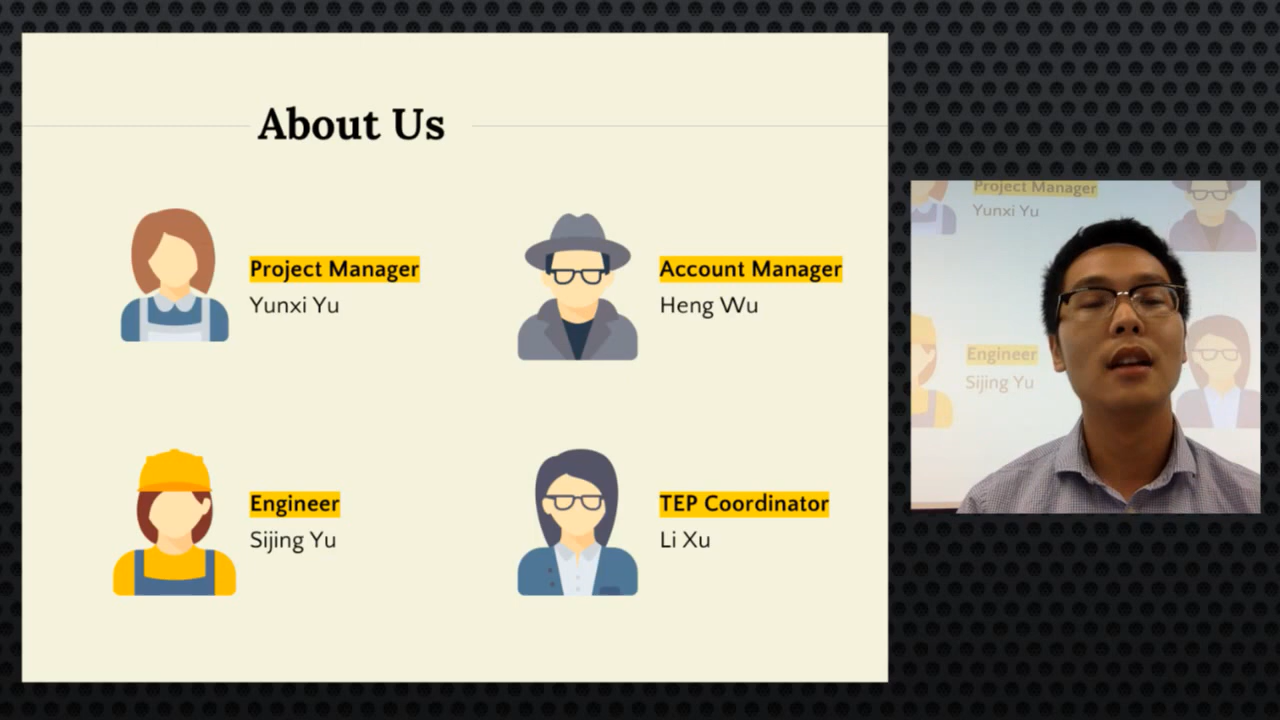 About Us
Project Manager
Yunxi Yu
Account Manager
Heng Wu
Engineer
Sijing Yu
TEP Coordinator
Li Xu
Project Manager
Yunxi Yu
Engineer
Sijing Yu